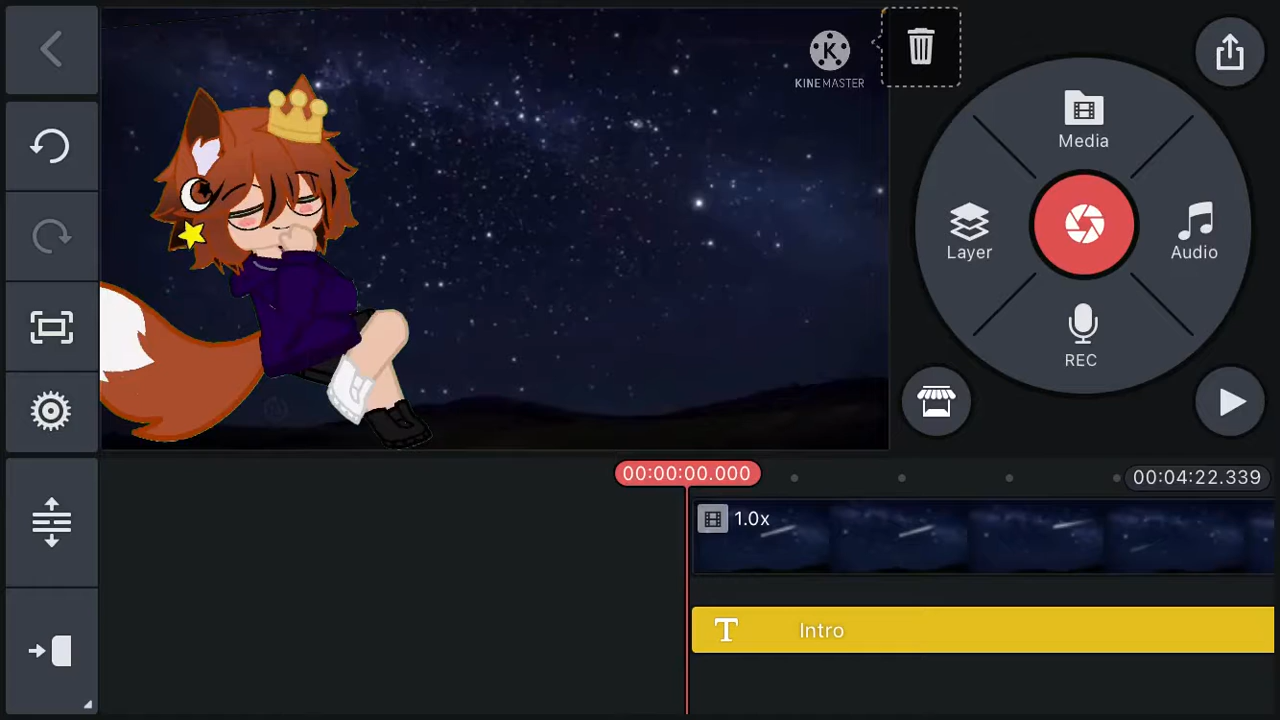 K
KINEMASTER
Media
Layer
Audio
REC
00:00:00.000
00:04:22.339
1.0x
T
Intro